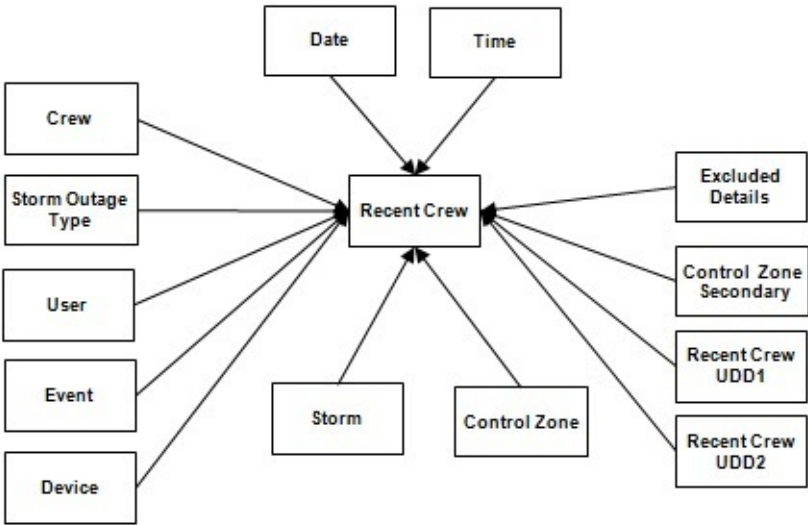 Date
Time
Crew
Storm Outage
Type
User
Event
Device
Recent Crew
Storm
Control Zone
Excluded
Details
Control Zone
Secondary
Recent Crew
UDD1
Recent Crew
UDD2